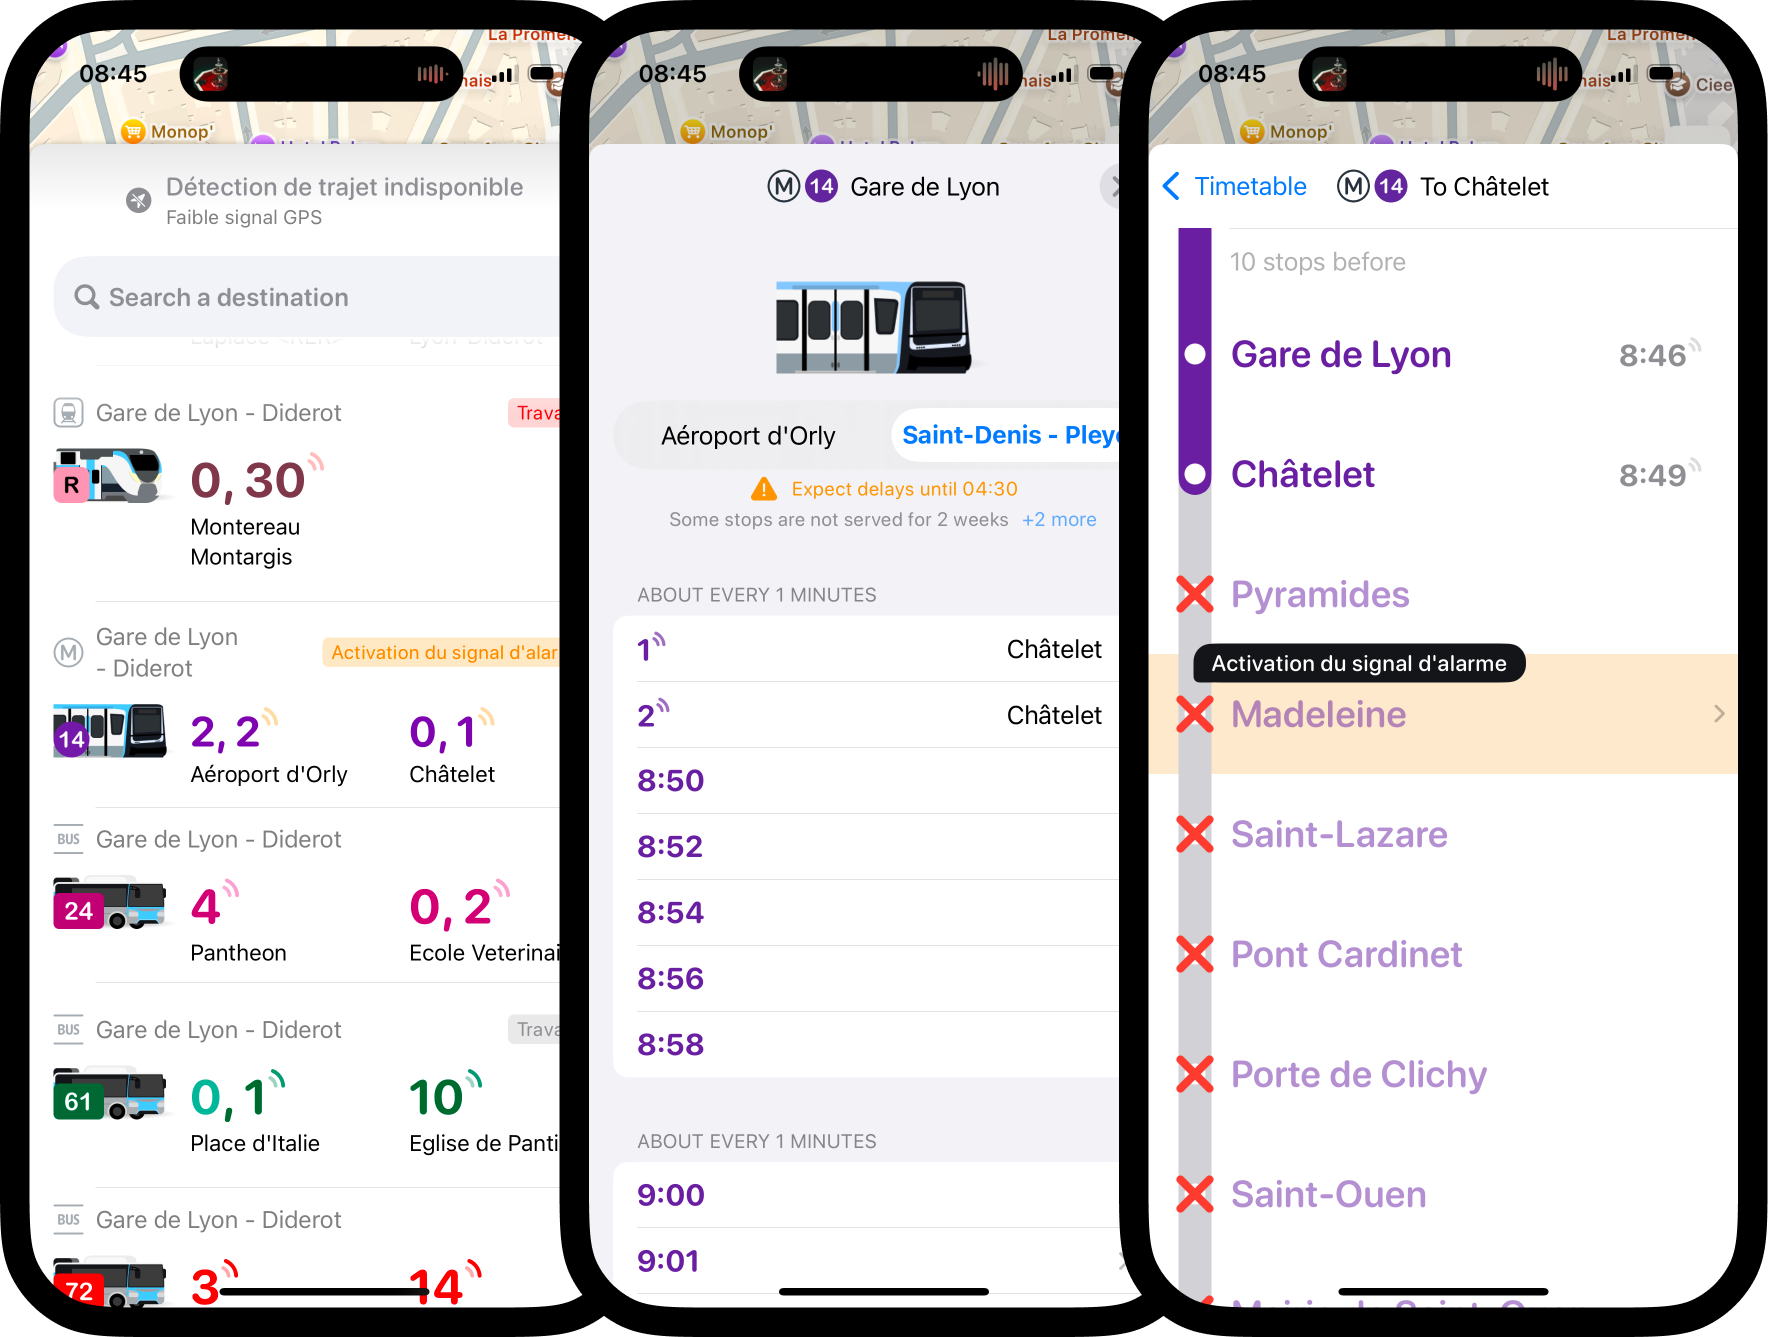 La Promen
08:45
nais
Monop'
Détection de trajet indisponible
Faible signal GPS
Search a destination
Gare de Lyon - Diderot
Trava
R
0, 30
Montereau
Montargis
M
Gare de Lyon
- Diderot
Activation du signal d'alar
14
2, 2
0, 1
Aéroport d'Orly
Châtelet
BUS
Gare de Lyon - Diderot
24
4
0, 2
Pantheon
Ecole Veterinai
BUS
Gare de Lyon - Diderot
Trava
61
0, 1
10
Place d'Italie
Eglise de Panti
BUS
Gare de Lyon - Diderot
72
3
14
La Promen
08:45
nais
Monop'
M 14 Gare de Lyon
Aéroport d'Orly
Saint-Denis - Pleye
Expect delays until 04:30
Some stops are not served for 2 weeks +2 more
ABOUT EVERY 1 MINUTES
1 Châtelet
2 Châtelet
8:50
8:52
8:54
8:56
8:58
ABOUT EVERY 1 MINUTES
9:00
9:01
La Promen
08:45
nais
Ciee
Monop'
Timetable
M 14 To Châtelet
10 stops before
Gare de Lyon 8:46
Châtelet 8:49
Pyramides
Activation du signal d'alarme
Madeleine
Saint-Lazare
Pont Cardinet
Porte de Clichy
Saint-Ouen